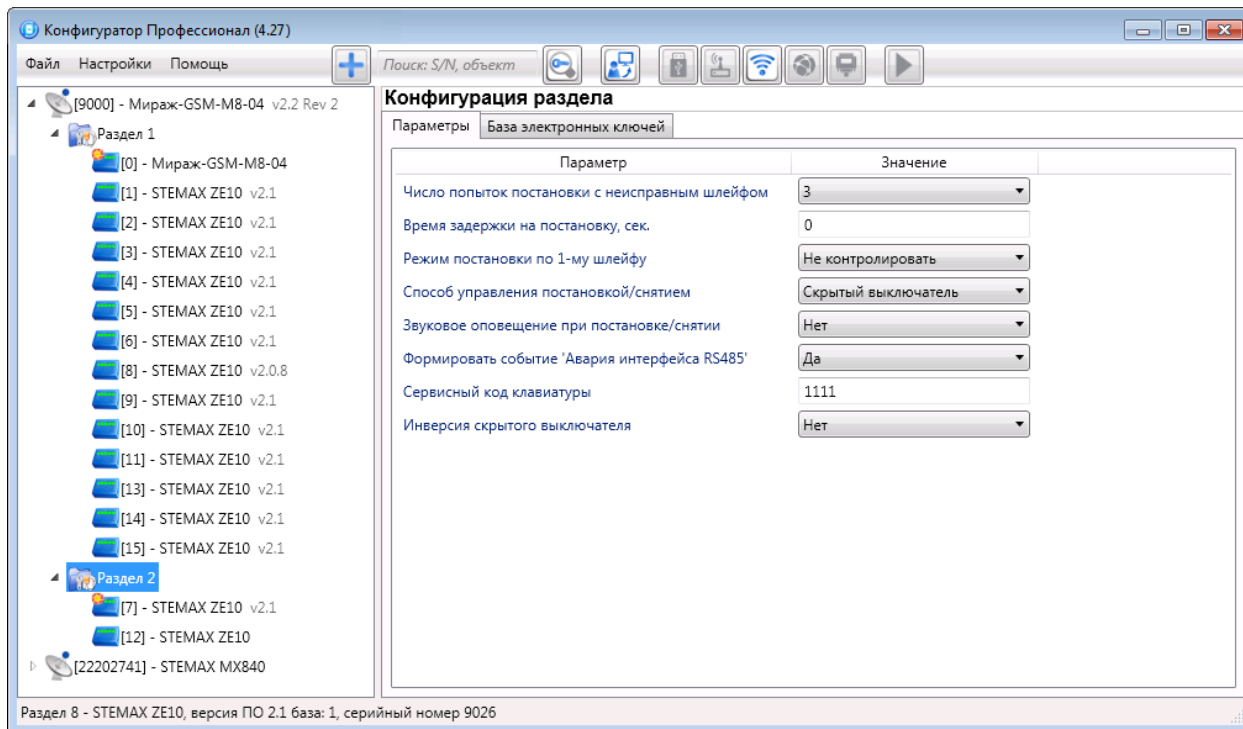 Конфигуратор Профессионал (4.27)
Файл Настройки Помощь Поиск: S/N, объект
[9000] - Мираж-GSM-M8-04 v2.2 Rev 2
Раздел 1
[0] - Мираж-GSM-M8-04
[1] - STEMAX ZE10 v2.1
[2] - STEMAX ZE10 v2.1
[3] - STEMAX ZE10 v2.1
[4] - STEMAX ZE10 v2.1
[5] - STEMAX ZE10 v2.1
[6] - STEMAX ZE10 v2.1
[8] - STEMAX ZE10 v2.0.8
[9] - STEMAX ZE10 v2.1
[10] - STEMAX ZE10 v2.1
[11] - STEMAX ZE10 v2.1
[13] - STEMAX ZE10 v2.1
[14] - STEMAX ZE10 v2.1
[15] - STEMAX ZE10 v2.1
Раздел 2
[7] - STEMAX ZE10 v2.1
[12] - STEMAX ZE10
[22202741] - STEMAX MX840
Конфигурация раздела
Параметры База электронных ключей
Параметр Значение
Число попыток постановки с неисправным шлейфом 3
Время задержки на постановку, сек. 0
Режим постановки по 1-му шлейфу Не контролировать
Способ управления постановкой/снятием Скрытый выключатель
Звуковое оповещение при постановке/снятии Нет
Формировать событие 'Авария интерфейса RS485' Да
Сервисный код клавиатуры 1111
Инверсия скрытого выключателя Нет
Раздел 8 - STEMAX ZE10, версия ПО 2.1 база: 1, серийный номер 9026